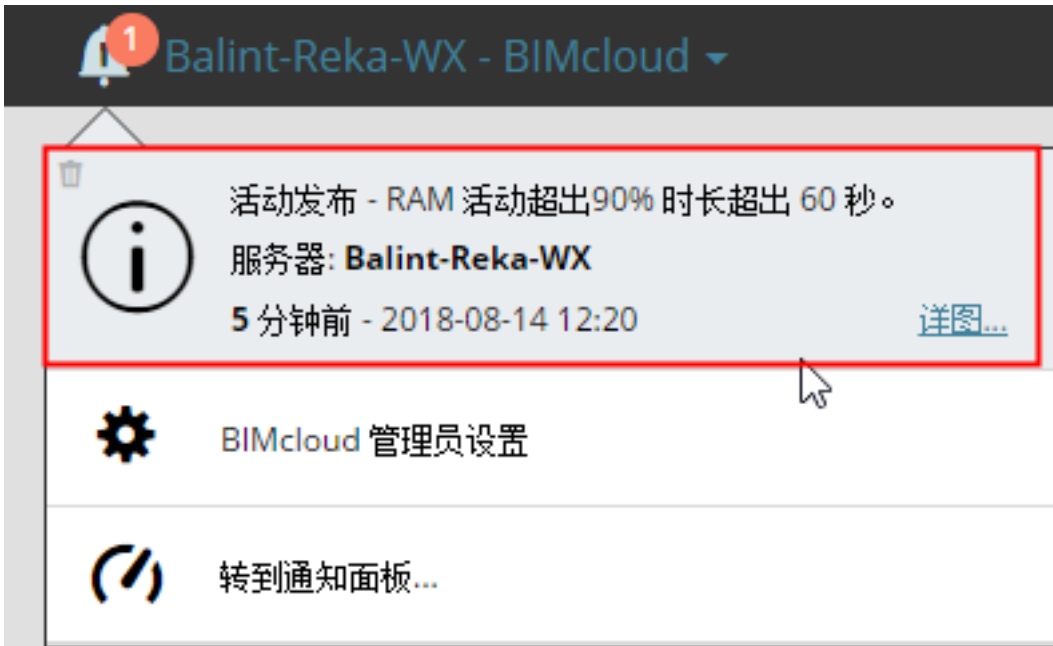 1
Balint-Reka-WX - BIMcloud
活动发布 - RAM 活动超出90% 时长超出 60 秒。
服务器: Balint-Reka-WX
5 分钟前 - 2018-08-14 12:20
详图...
BIMcloud 管理员设置
转到通知面板...